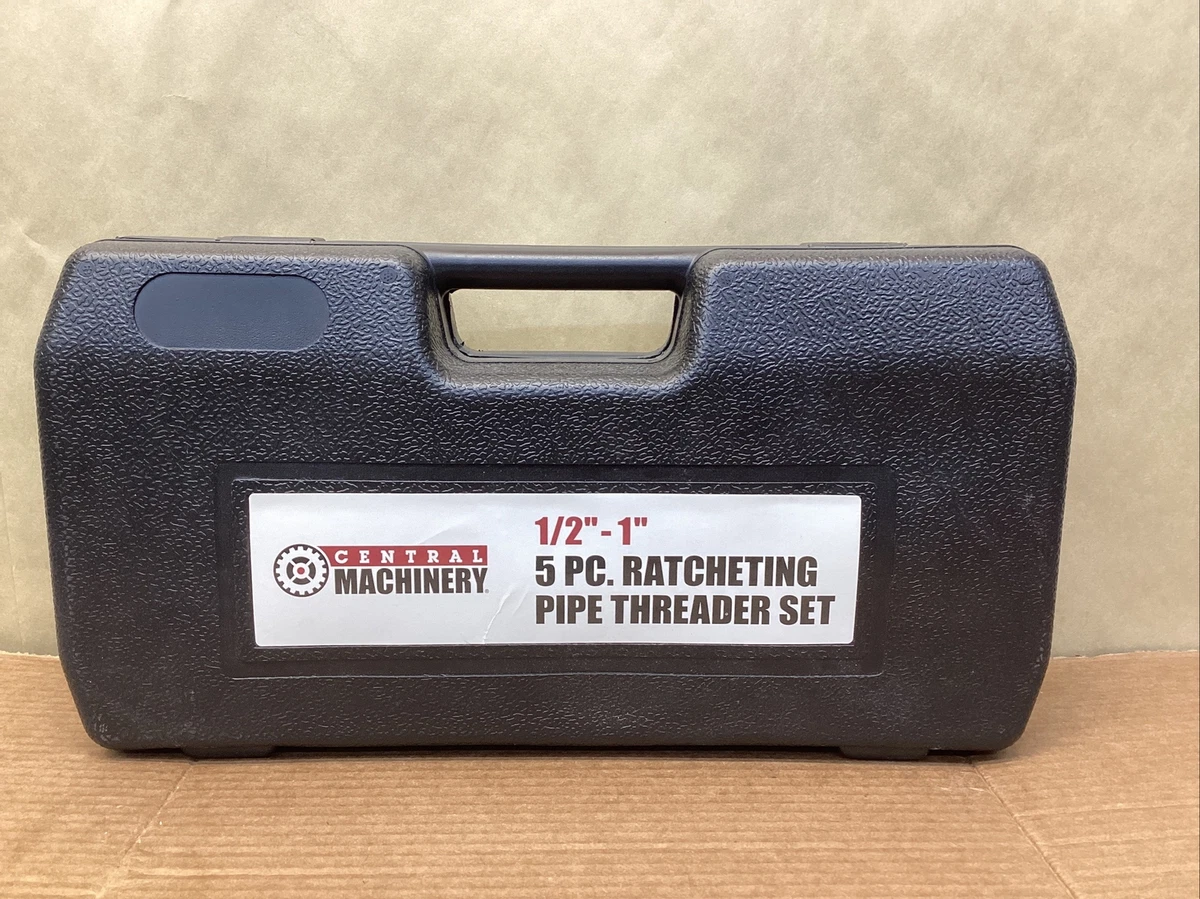 CENTRAL
MACHINERY
1/2"-1"
5 PC. RATCHETING
PIPE THREADER SET